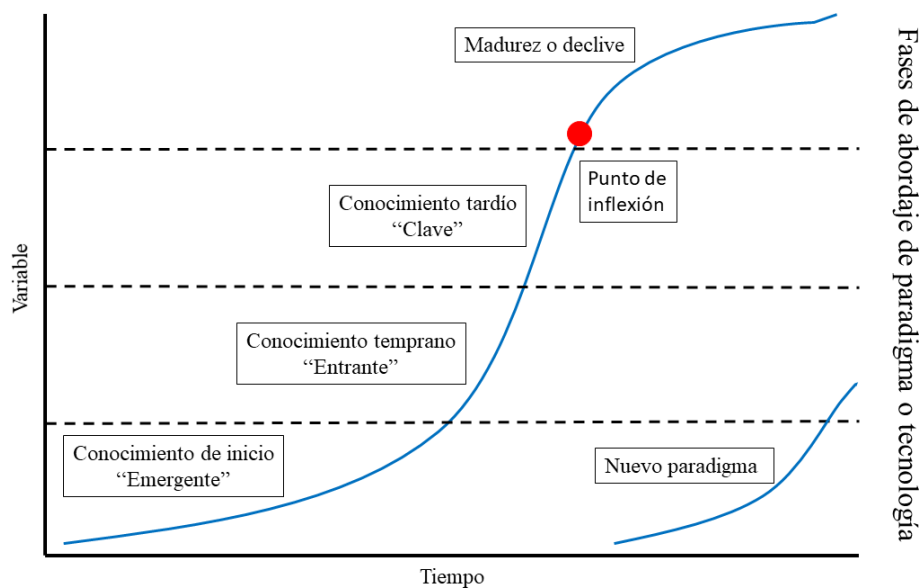 Madurez o declive
Punto de
inflexión
Conocimiento tardío
“Clave”
Conocimiento temprano
“Entrante”
Conocimiento de inicio
“Emergente”
Nuevo paradigma
Variable
Tiempo
Fases de abordaje de paradigma o tecnología